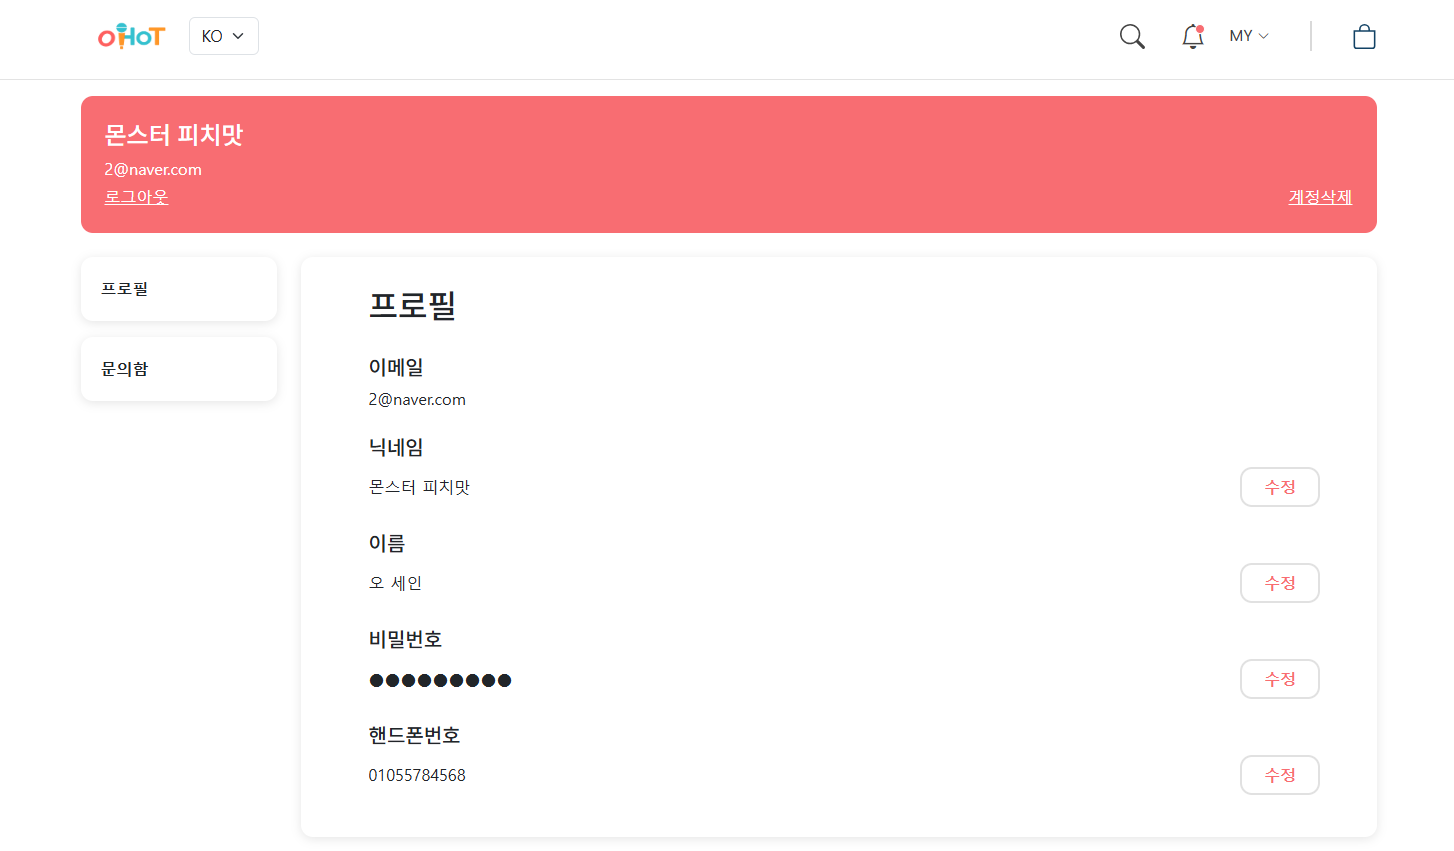 OHOT
KO
MY
몬스터 피치맛
2@naver.com
로그아웃
계정삭제
프로필
문의함
프로필
이메일
2@naver.com
닉네임
몬스터 피치맛
수정
이름
오 세인
수정
비밀번호
●●●●●●●●●
수정
핸드폰번호
01055784568
수정